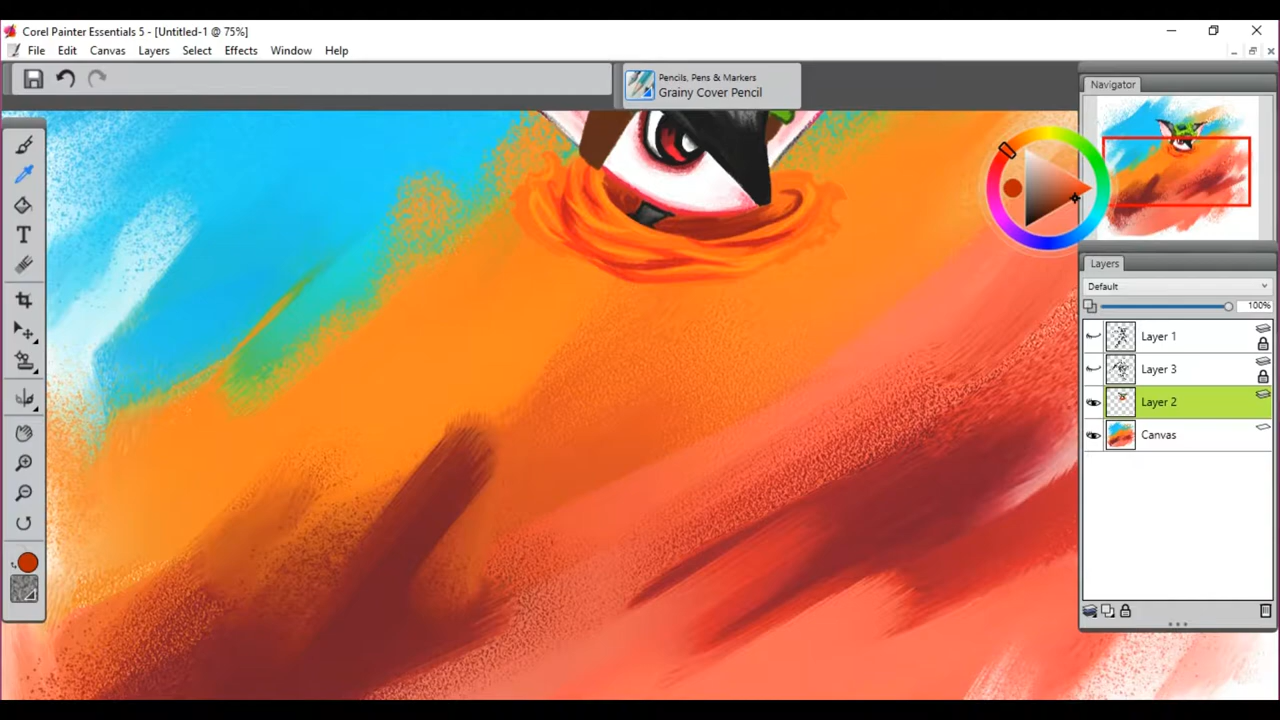 Corel Painter Essentials 5 - [Untitled-1 @ 75%]
File Edit Canvas Layers Select Effects Window Help
Pencils, Pens & Markers
Grainy Cover Pencil
Navigator
Layers
Default
100%
Layer 1
Layer 3
Layer 2
Canvas